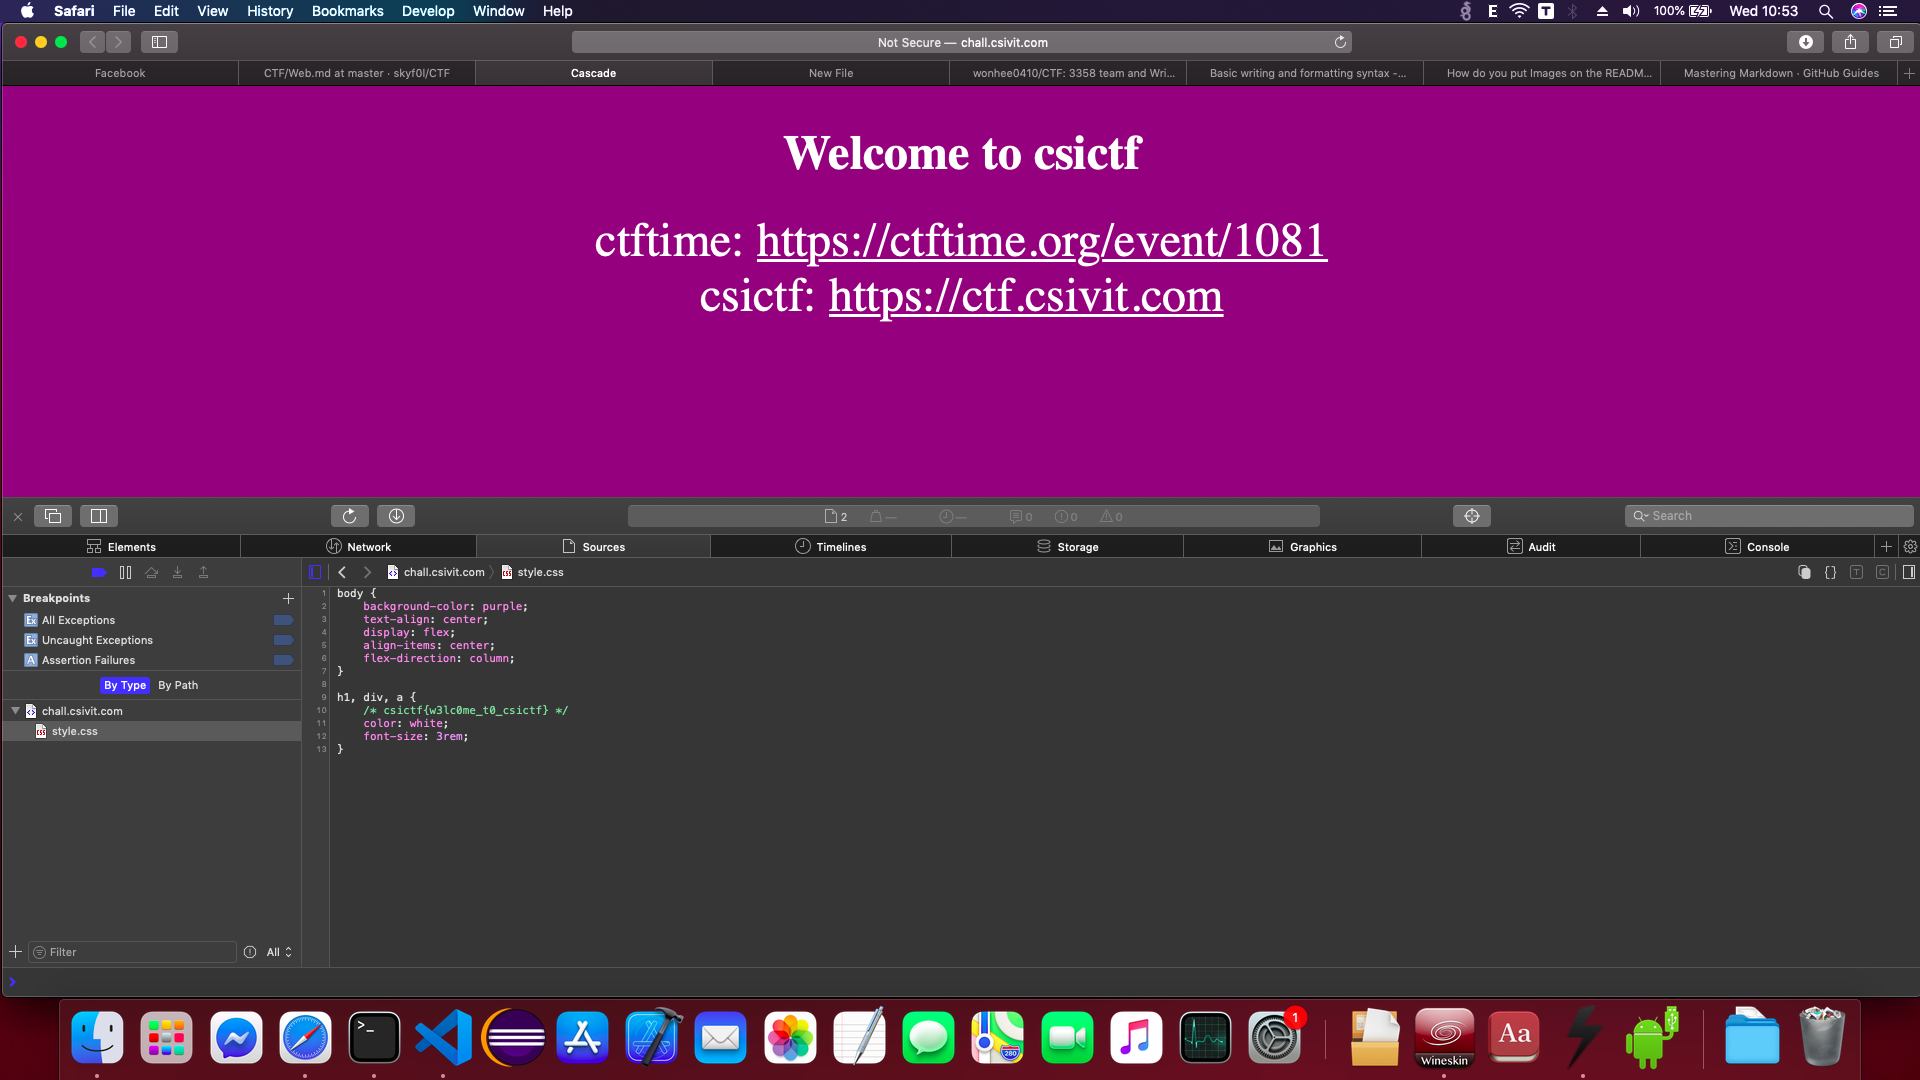 Safari File Edit View History Bookmarks Develop Window Help
E T 100% Wed 10:53
Not Secure — chall.csivit.com
Facebook
CTF/Web.md at master · skyf0l/CTF
Cascade
New File
wonhee0410/CTF: 3358 team and Wri...
Basic writing and formatting syntax -...
How do you put Images on the READM...
Mastering Markdown · GitHub Guides
Welcome to csictf
ctftime: https://ctftime.org/event/1081
csictf: https://ctf.csivit.com
2 — — 0 0 0
Search
Elements Network Sources Timelines Storage Graphics Audit Console
chall.csivit.com style.css
Breakpoints
All Exceptions
Uncaught Exceptions
Assertion Failures
By Type By Path
chall.csivit.com
style.css
1 body {
2 background-color: purple;
3 text-align: center;
4 display: flex;
5 align-items: center;
6 flex-direction: column;
7 }
8
9 h1, div, a {
10 /* csictf{w3lc0me_t0_csictf} */
11 color: white;
12 font-size: 3rem;
13 }
Filter All
280
1
Wineskin
Aa